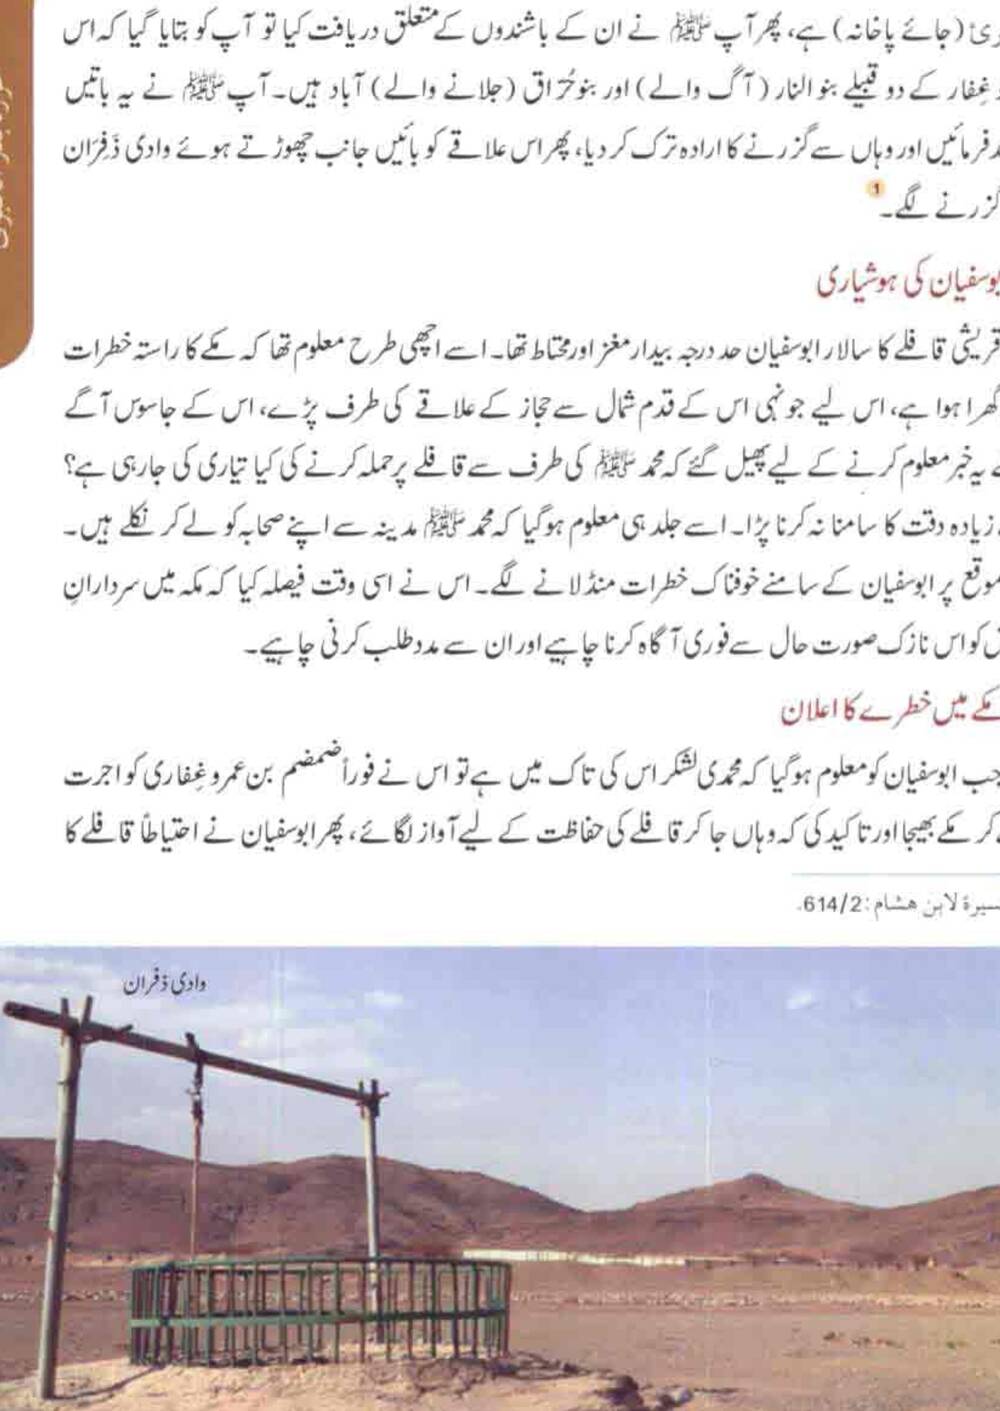 (جائے پاخانہ) ہے، پھر آپ ﷺ نے ان کے باشندوں کے متعلق دریافت کیا تو آپ کو بتایا گیا کہ اس
غِفار کے دو قبیلے بنو النار (آگ والے) اور بنو حُرّاق (جلانے والے) آباد ہیں۔ آپ ﷺ نے یہ باتیں
فرمائیں اور وہاں سے گزرنے کا ارادہ ترک کر دیا، پھر اس علاقے کو بائیں جانب چھوڑتے ہوئے وادی ذَفِرَان
گزرنے لگے۔ 1
بوسفیان کی ہوشیاری
قریشی قافلے کا سالار ابوسفیان حد درجہ بیدار مغز اور محتاط تھا۔ اسے اچھی طرح معلوم تھا کہ مکے کا راستہ خطرات
گھرا ہوا ہے، اس لیے جونہی اس کے قدم شمال سے حجاز کے علاقے کی طرف پڑے، اس کے جاسوس آگے
یہ خبر معلوم کرنے کے لیے پھیل گئے کہ محمد ﷺ کی طرف سے قافلے پر حملہ کرنے کی کیا تیاری کی جا رہی ہے؟
زیادہ دقت کا سامنا نہ کرنا پڑا۔ اسے جلد ہی معلوم ہوگیا کہ محمد ﷺ مدینہ سے اپنے صحابہ کو لے کر نکلے ہیں۔
موقع پر ابوسفیان کے سامنے خوفناک خطرات منڈلانے لگے۔ اس نے اسی وقت فیصلہ کیا کہ مکہ میں سردارانِ
کو اس نازک صورت حال سے فوری آگاہ کرنا چاہیے اور ان سے مدد طلب کرنی چاہیے۔
مکے میں خطرے کا اعلان
جب ابوسفیان کو معلوم ہوگیا کہ محمدی لشکر اس کی تاک میں ہے تو اس نے فوراً ضمضم بن عمرو غِفاری کو اجرت
کر مکے بھیجا اور تاکید کی کہ وہاں جا کر قافلے کی حفاظت کے لیے آواز لگائے، پھر ابوسفیان نے احتیاطاً قافلے کا
سیرة لابن هشام: 614/2.
وادی ذفران